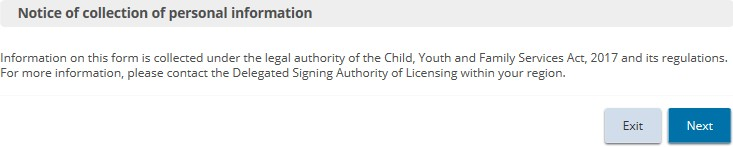 Notice of collection of personal information
Information on this form is collected under the legal authority of the Child, Youth and Family Services Act, 2017 and its regulations.
For more information, please contact the Delegated Signing Authority of Licensing within your region.
Exit Next